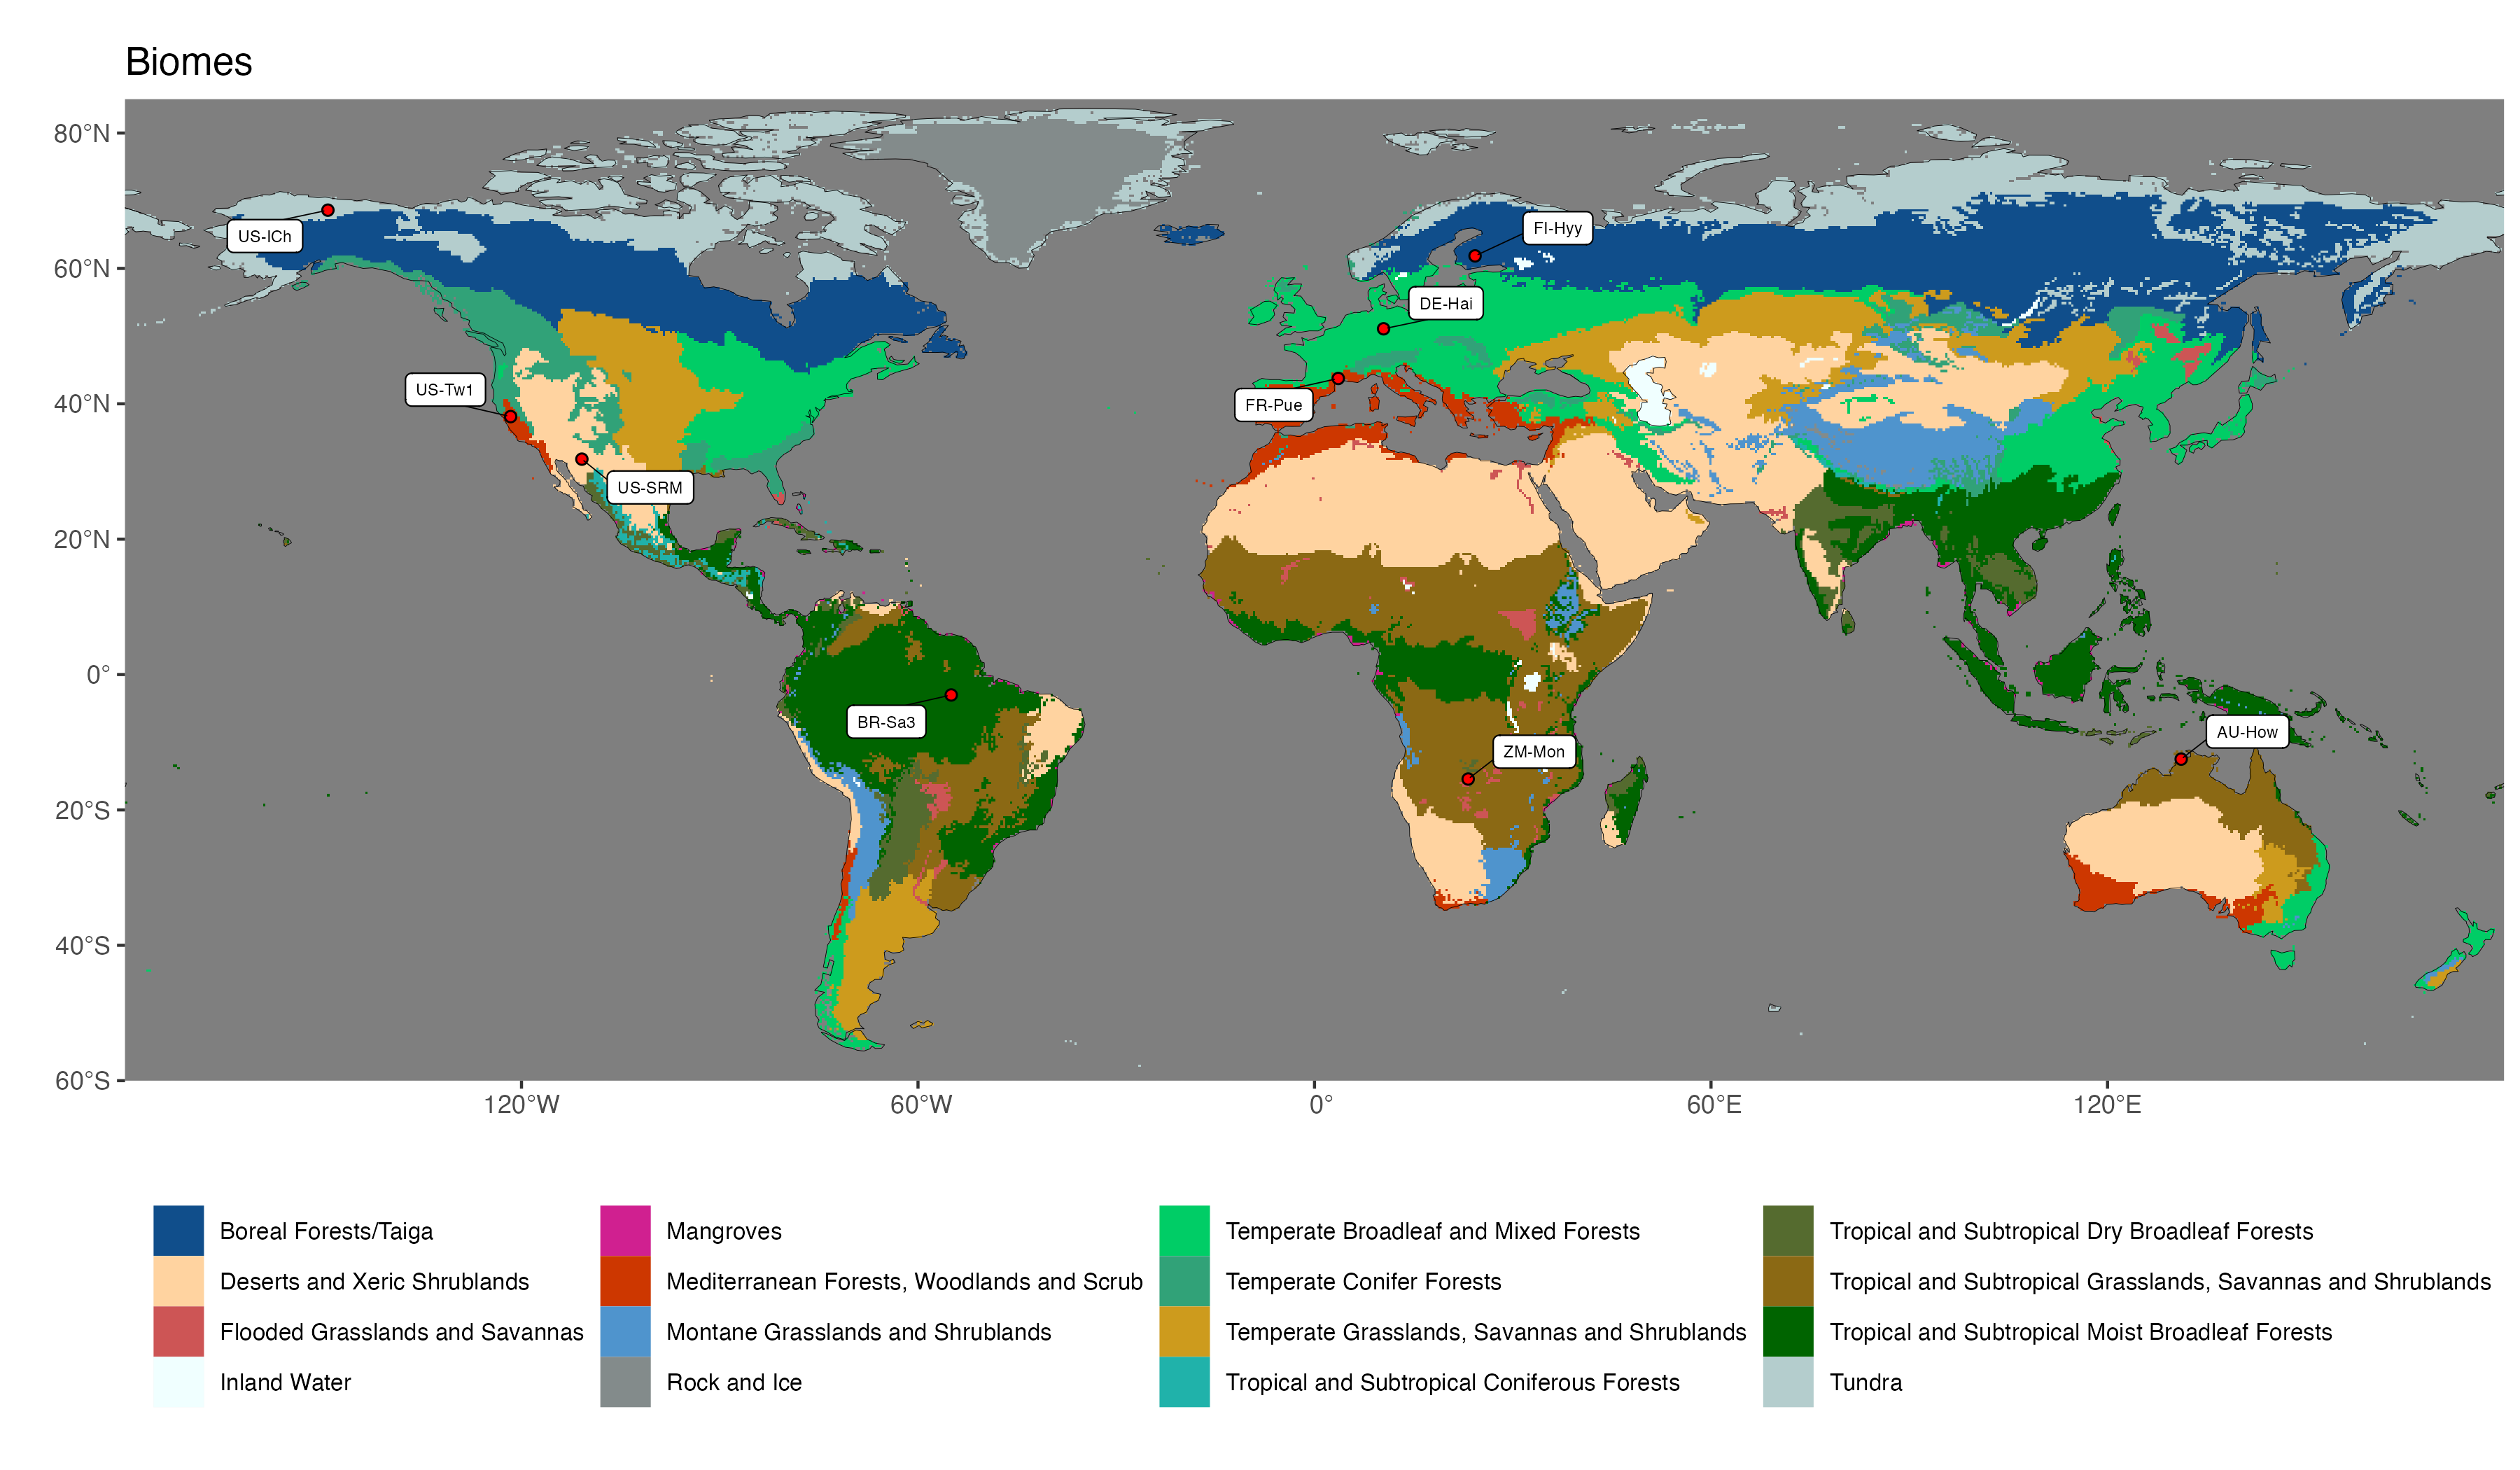 Biomes
80°N
60°N
40°N
20°N
0°
20°S
40°S
60°S
US-ICh
FI-Hyy
DE-Hai
US-Tw1
FR-Pue
US-SRM
BR-Sa3
AU-How
ZM-Mon
120°W
60°W
0°
60°E
120°E
Boreal Forests/Taiga
Deserts and Xeric Shrublands
Flooded Grasslands and Savannas
Inland Water
Mangroves
Mediterranean Forests, Woodlands and Scrub
Montane Grasslands and Shrublands
Rock and Ice
Temperate Broadleaf and Mixed Forests
Temperate Conifer Forests
Temperate Grasslands, Savannas and Shrublands
Tropical and Subtropical Coniferous Forests
Tropical and Subtropical Dry Broadleaf Forests
Tropical and Subtropical Grasslands, Savannas and Shrublands
Tropical and Subtropical Moist Broadleaf Forests
Tundra